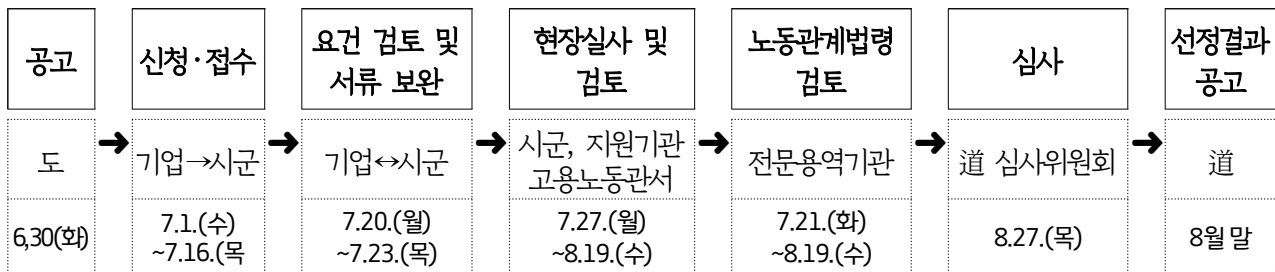 공고
신청·접수
요건 검토 및
서류 보완
현장실사 및
검토
노동관계법령
검토
심사
선정결과
공고
도
기업→시군
기업↔시군
시군, 지원기관
고용노동관서
전문용역기관
道 심사위원회
道
6,30(화)
7.1.(수)
~7.16.(목
7.20.(월)
~7.23.(목)
7.27.(월)
~8.19.(수)
7.21.(화)
~8.19.(수)
8.27.(목)
8월 말